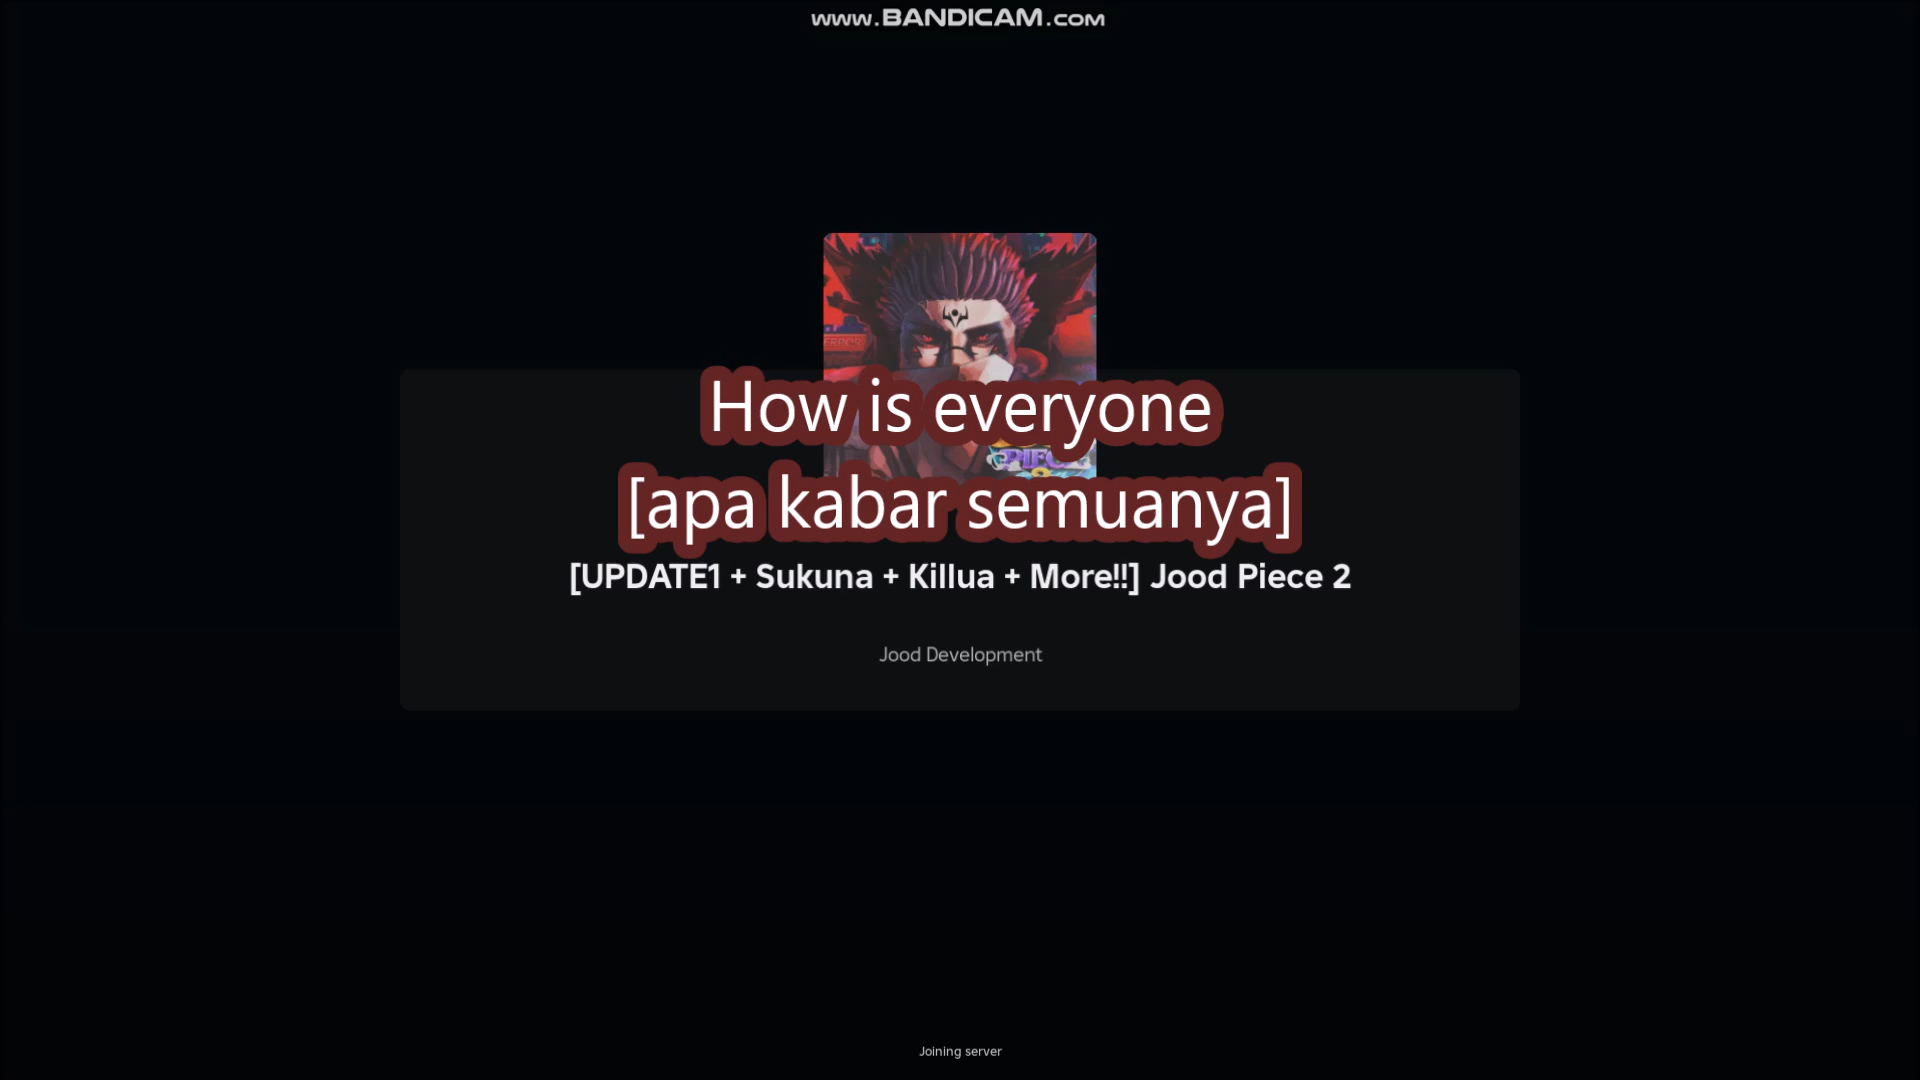 www.BANDICAM.com
How is everyone
[apa kabar semuanya]
[UPDATE1 + Sukuna + Killua + More!!] Jood Piece 2
Jood Development
Joining server